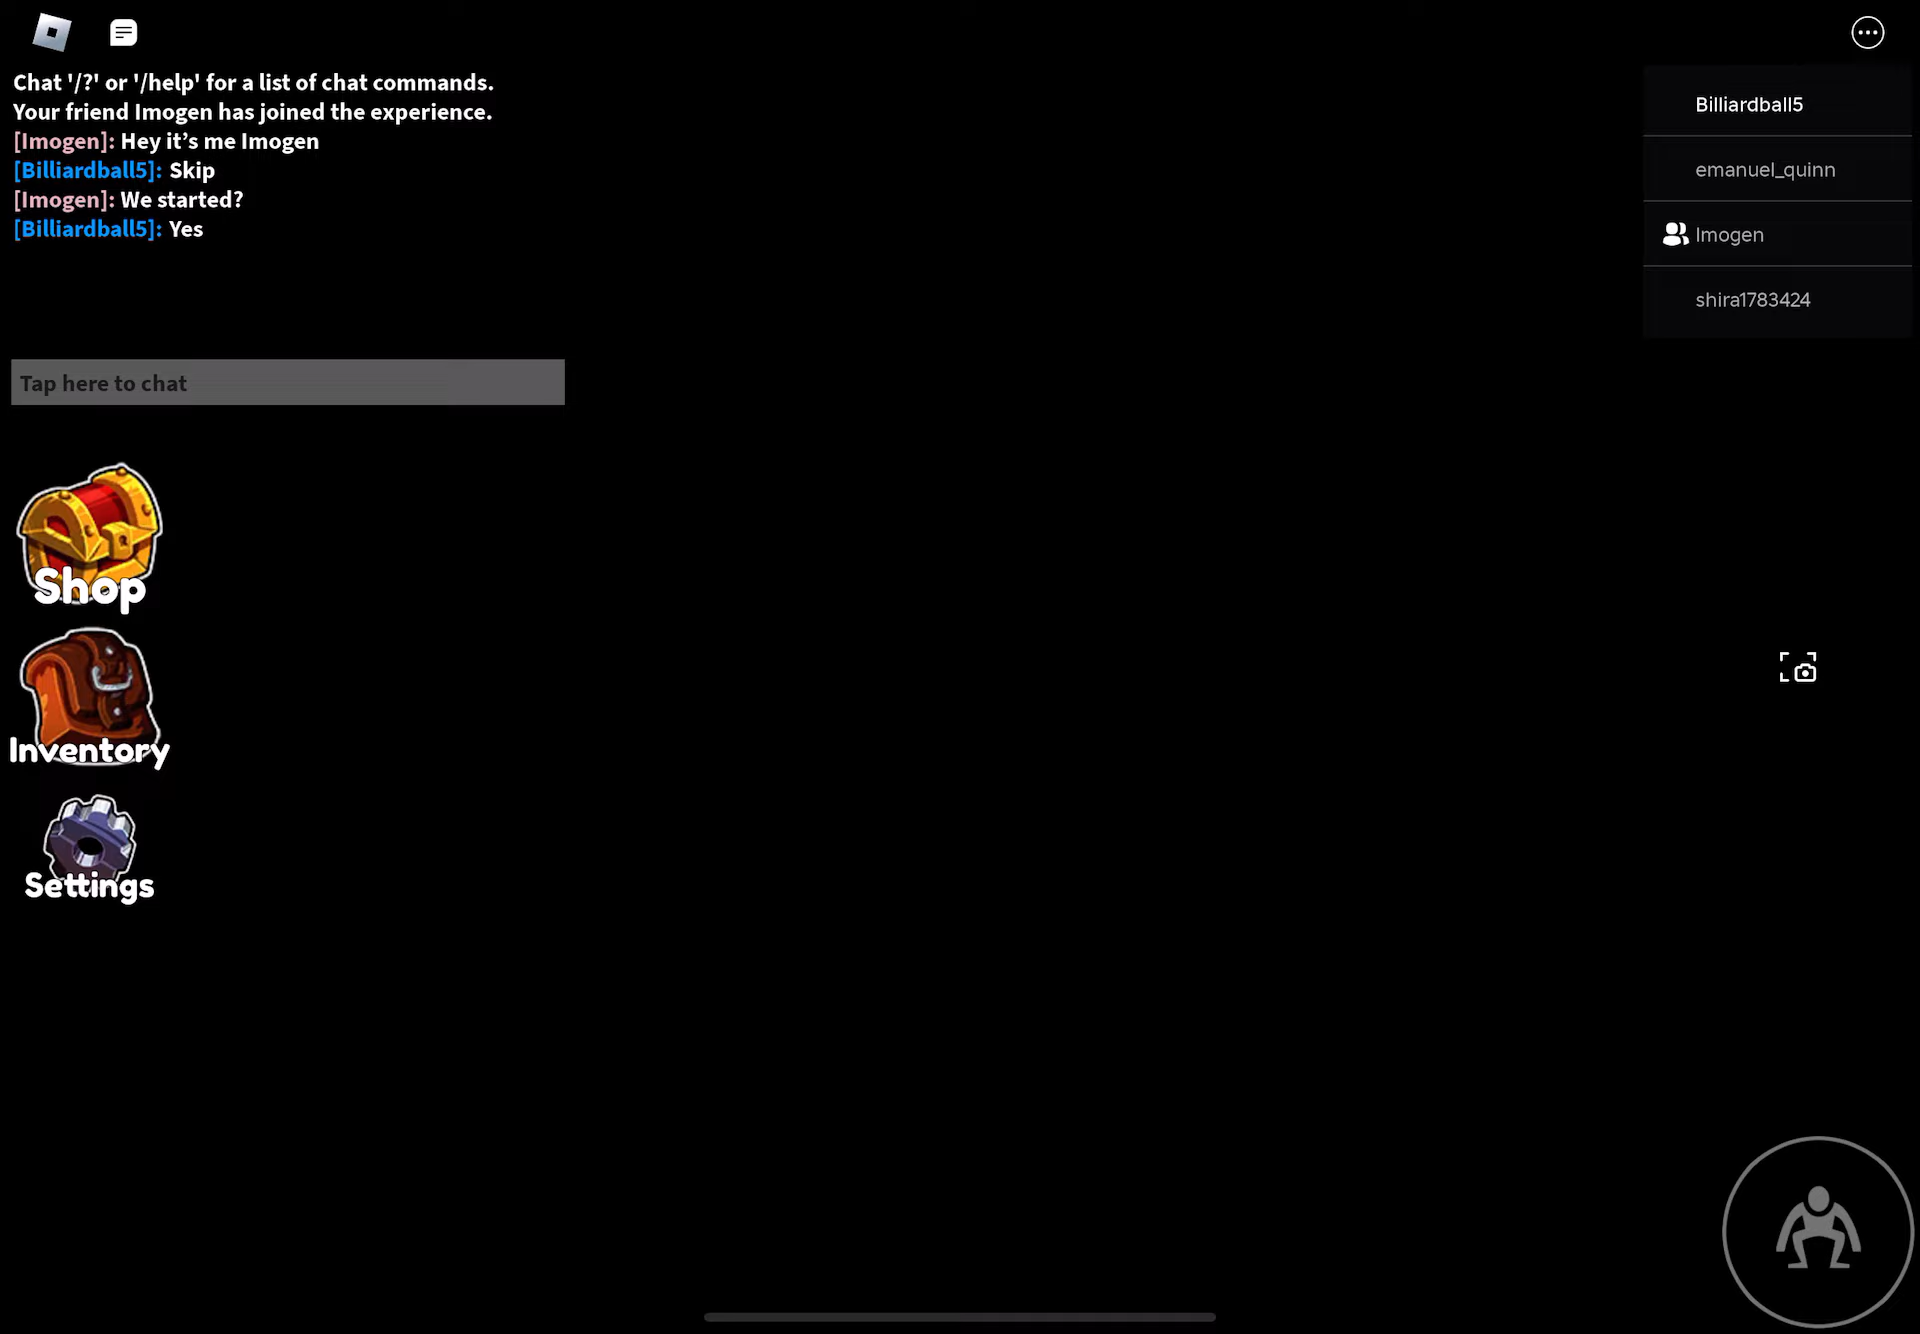 Chat '/?' or '/help' for a list of chat commands.
Your friend Imogen has joined the experience.
[Imogen]: Hey it’s me Imogen
[Billiardball5]: Skip
[Imogen]: We started?
[Billiardball5]: Yes
Tap here to chat
Shop
Inventory
Settings
Billiardball5
emanuel_quinn
Imogen
shira1783424